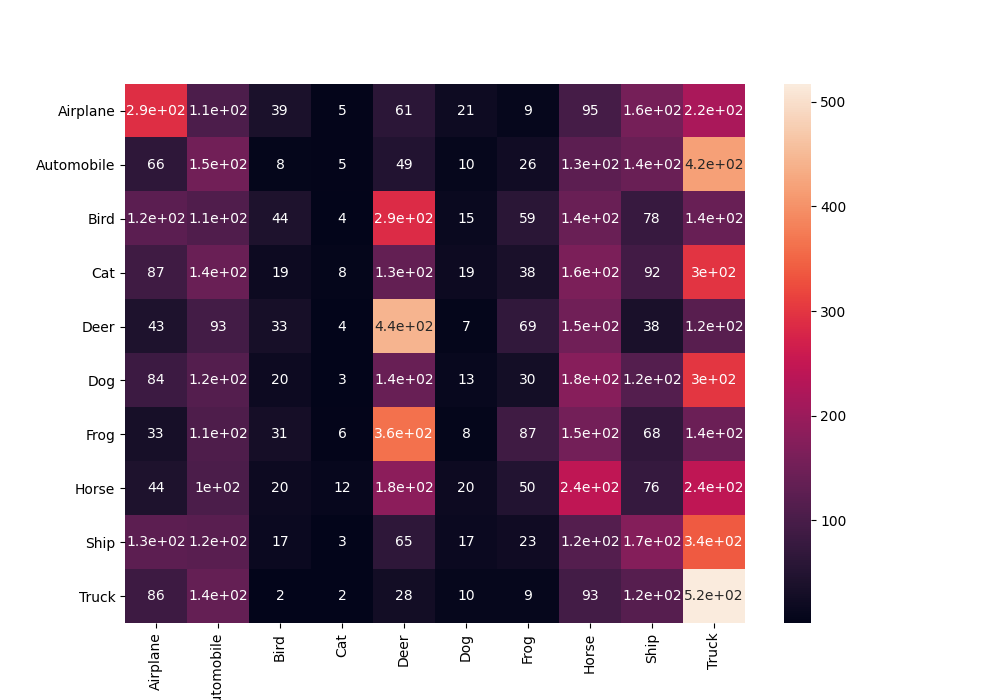 Airplane 2.9e+02 1.1e+02 39 5 61 21 9 95 1.6e+02 2.2e+02
Automobile 66 1.5e+02 8 5 49 10 26 1.3e+02 1.4e+02 4.2e+02
Bird 1.2e+02 1.1e+02 44 4 2.9e+02 15 59 1.4e+02 78 1.4e+02
Cat 87 1.4e+02 19 8 1.3e+02 19 38 1.6e+02 92 3e+02
Deer 43 93 33 4 4.4e+02 7 69 1.5e+02 38 1.2e+02
Dog 84 1.2e+02 20 3 1.4e+02 13 30 1.8e+02 1.2e+02 3e+02
Frog 33 1.1e+02 31 6 3.6e+02 8 87 1.5e+02 68 1.4e+02
Horse 44 1e+02 20 12 1.8e+02 20 50 2.4e+02 76 2.4e+02
Ship 1.3e+02 1.2e+02 17 3 65 17 23 1.2e+02 1.7e+02 3.4e+02
Truck 86 1.4e+02 2 2 28 10 9 93 1.2e+02 5.2e+02
Airplane utomobile Bird Cat Deer Dog Frog Horse Ship Truck
500
400
300
200
100